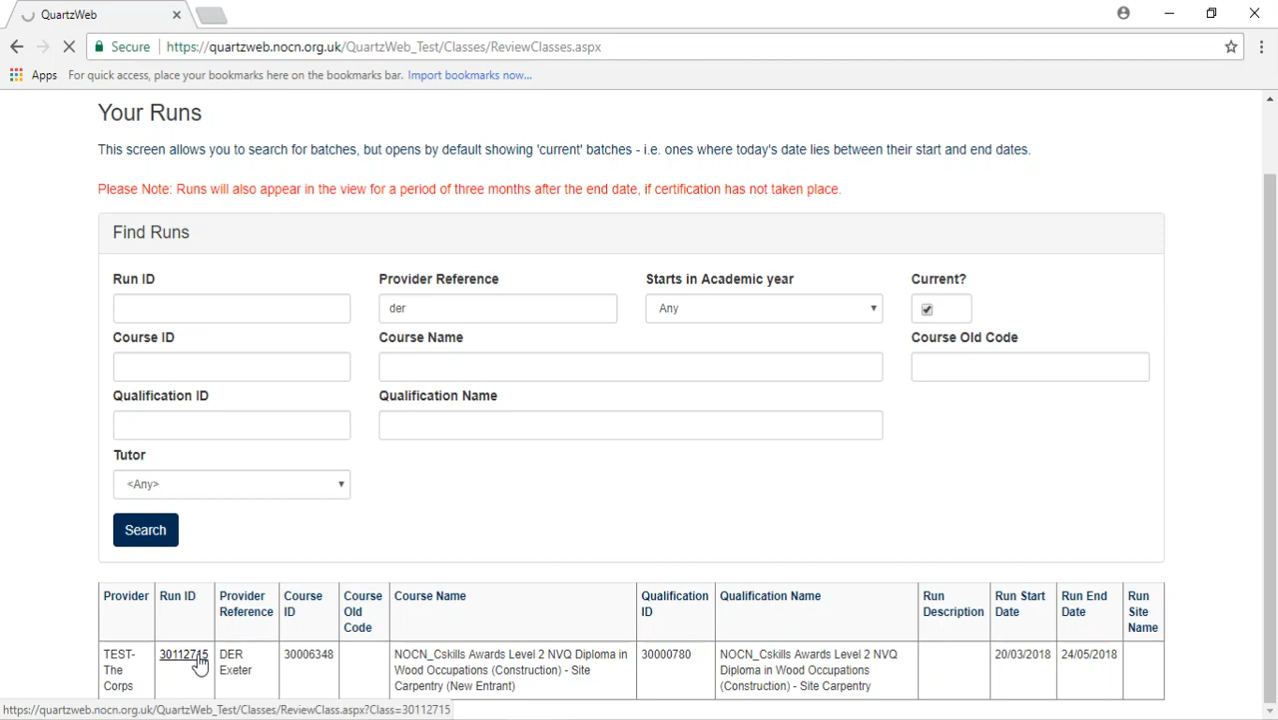 QuartzWeb
Secure https://quartzweb.nocn.org.uk/QuartzWeb_Test/Classes/ReviewClasses.aspx
Apps For quick access, place your bookmarks here on the bookmarks bar. Import bookmarks now...
Your Runs
This screen allows you to search for batches, but opens by default showing 'current' batches - i.e. ones where today's date lies between their start and end dates.
Please Note: Runs will also appear in the view for a period of three months after the end date, if certification has not taken place.
Find Runs
Run ID Provider Reference Starts in Academic year Current?
der Any
Course ID Course Name Course Old Code
Qualification ID Qualification Name
Tutor
<Any>
Search
Provider Run ID Provider Course Course Course Name Qualification Qualification Name Run Run Start Run End Run
Reference ID Old ID Description Date Date Site
Code Name
TEST- 30112715 DER 30006348 NOCN_Cskills Awards Level 2 NVQ Diploma in 30000780 NOCN_Cskills Awards Level 2 NVQ 20/03/2018 24/05/2018
The Exeter Wood Occupations (Construction) - Site Diploma in Wood Occupations
Corps Carpentry (New Entrant) (Construction) - Site Carpentry
https://quartzweb.nocn.org.uk/QuartzWeb_Test/Classes/ReviewClass.aspx?Class=30112715